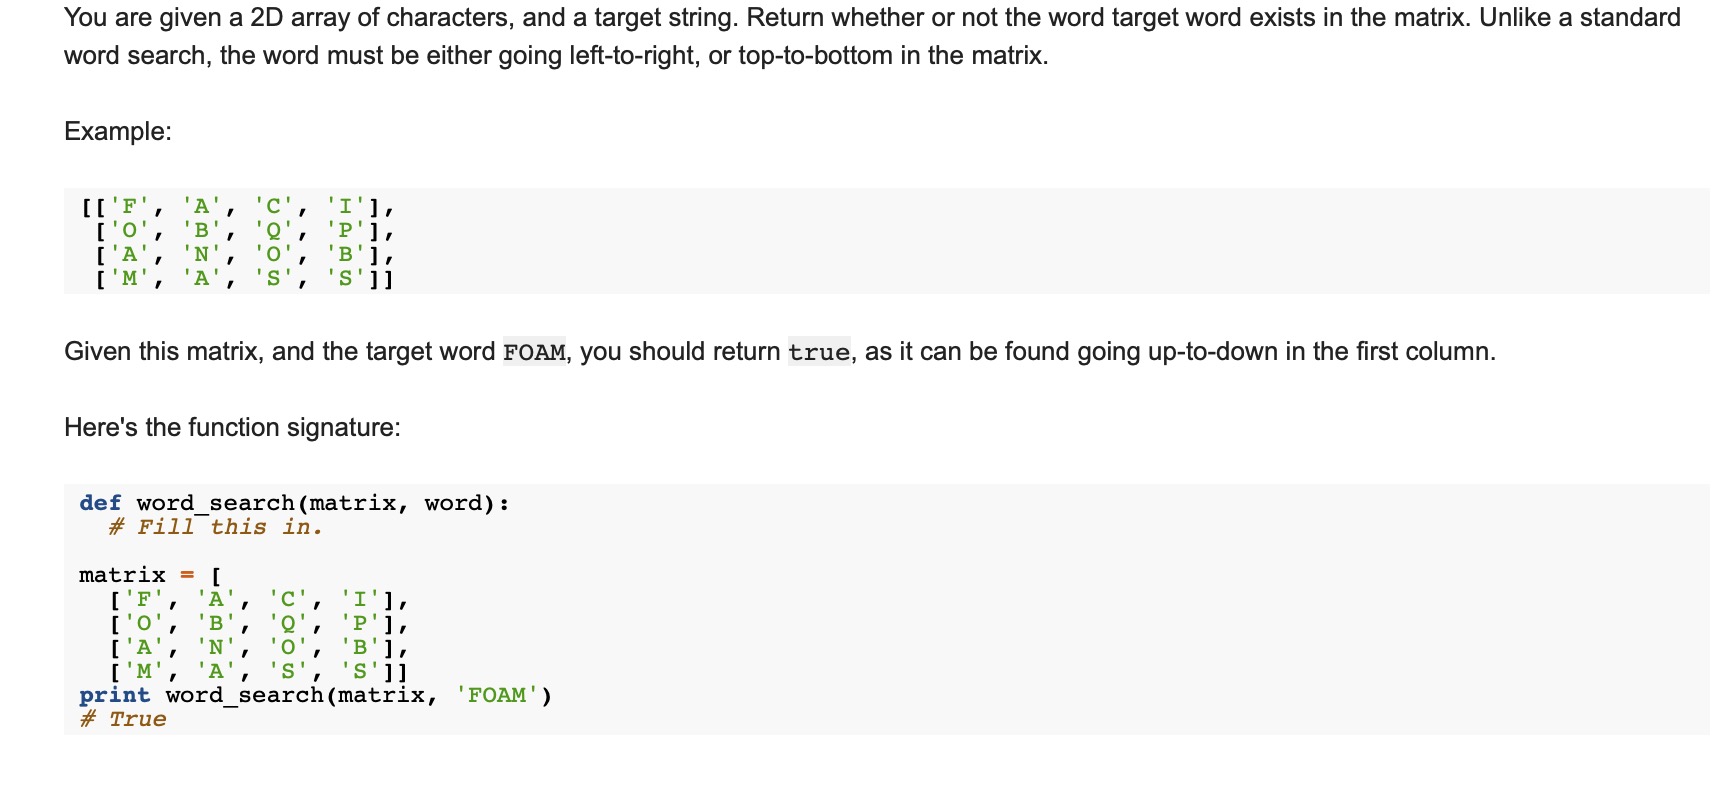 You are given a 2D array of characters, and a target string. Return whether or not the word target word exists in the matrix. Unlike a standard
word search, the word must be either going left-to-right, or top-to-bottom in the matrix.
Example:
[['F', 'A', 'C', 'I'],
 ['O', 'B', 'Q', 'P'],
 ['A', 'N', 'O', 'B'],
 ['M', 'A', 'S', 'S']]
Given this matrix, and the target word FOAM, you should return true, as it can be found going up-to-down in the first column.
Here's the function signature:
def word_search(matrix, word):
  # Fill this in.
matrix = [
  ['F', 'A', 'C', 'I'],
  ['O', 'B', 'Q', 'P'],
  ['A', 'N', 'O', 'B'],
  ['M', 'A', 'S', 'S']]
print word_search(matrix, 'FOAM')
# True